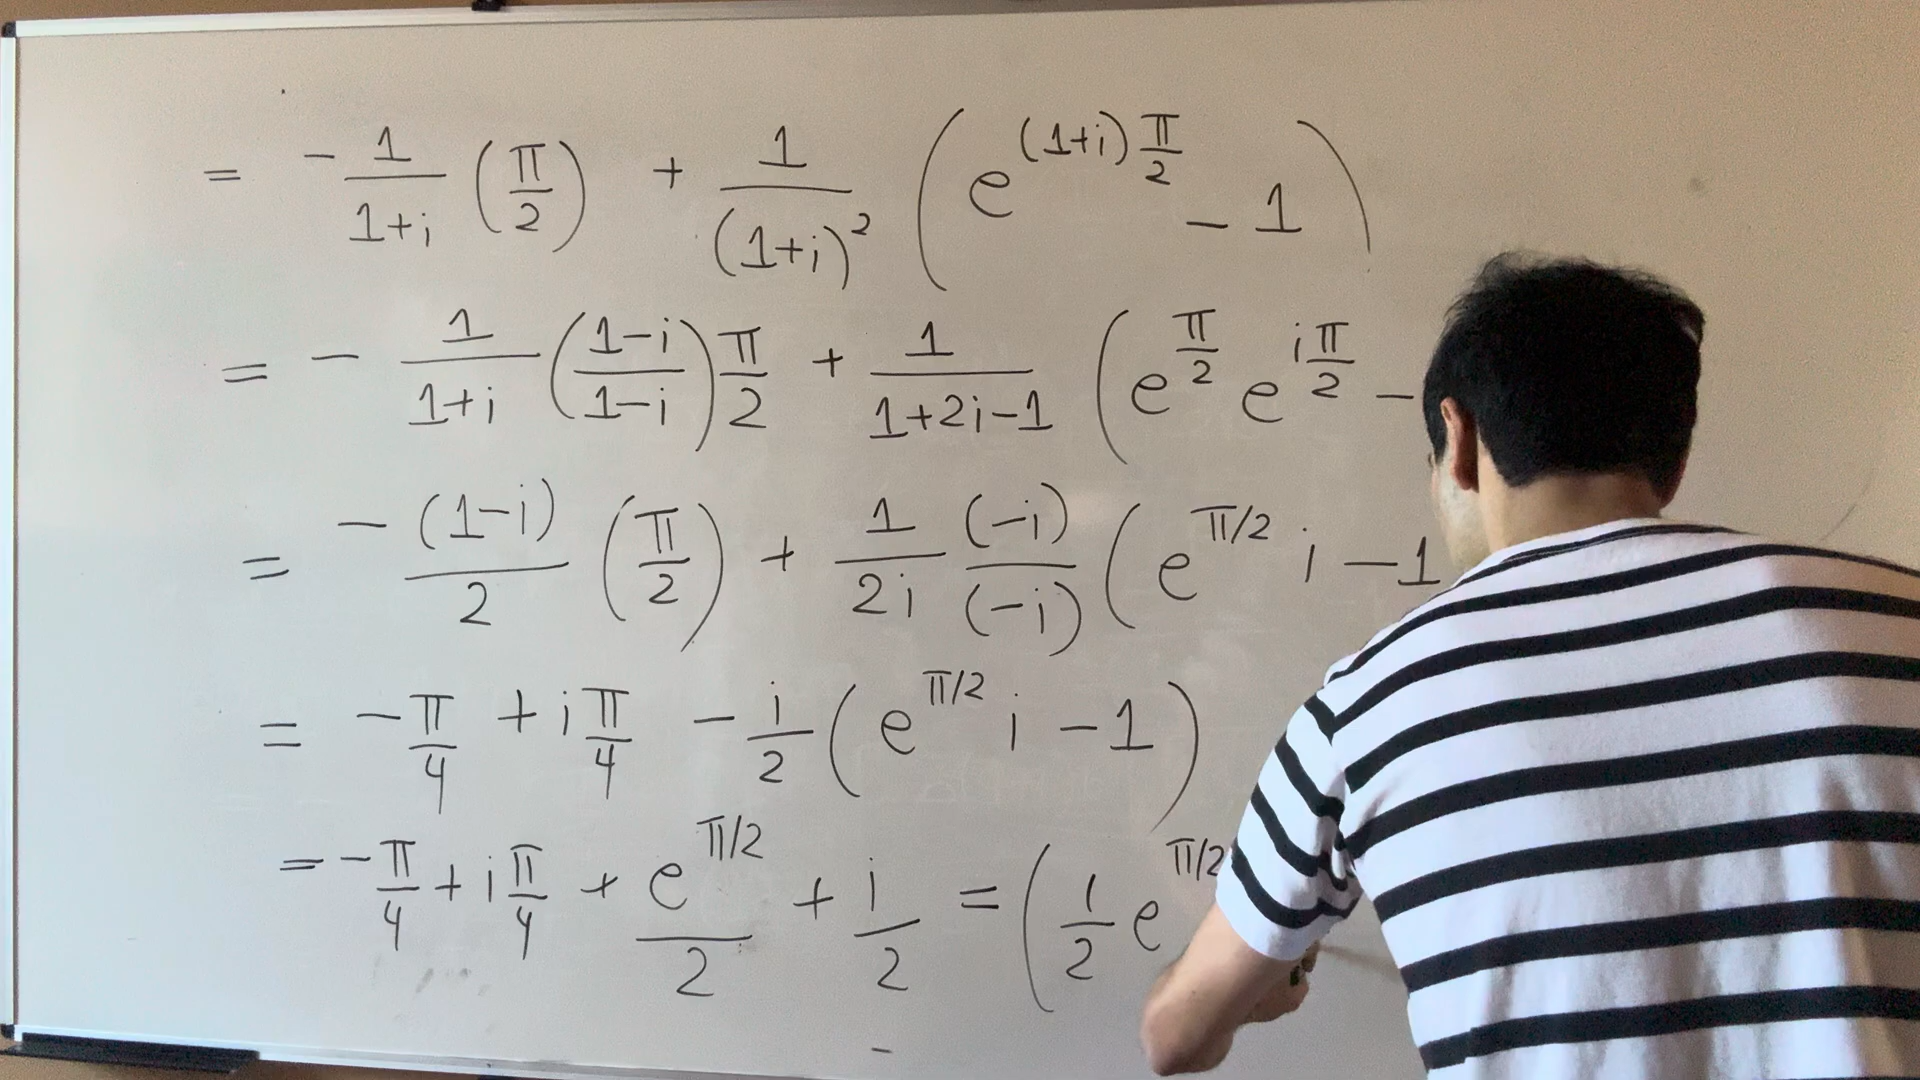 = - 1/(1+i) (π/2) + 1/(1+i)² (e^((1+i)π/2) - 1)
= - 1/(1+i) ((1-i)/(1-i)) π/2 + 1/(1+2i-1) (e^(π/2) e^(iπ/2) -
= - (1-i)/2 (π/2) + 1/(2i) (-i)/(-i) (e^(π/2) i - 1
= -π/4 + iπ/4 - i/2 (e^(π/2) i - 1)
= -π/4 + iπ/4 + e^(π/2)/2 + i/2 = (1/2 e^(π/2)